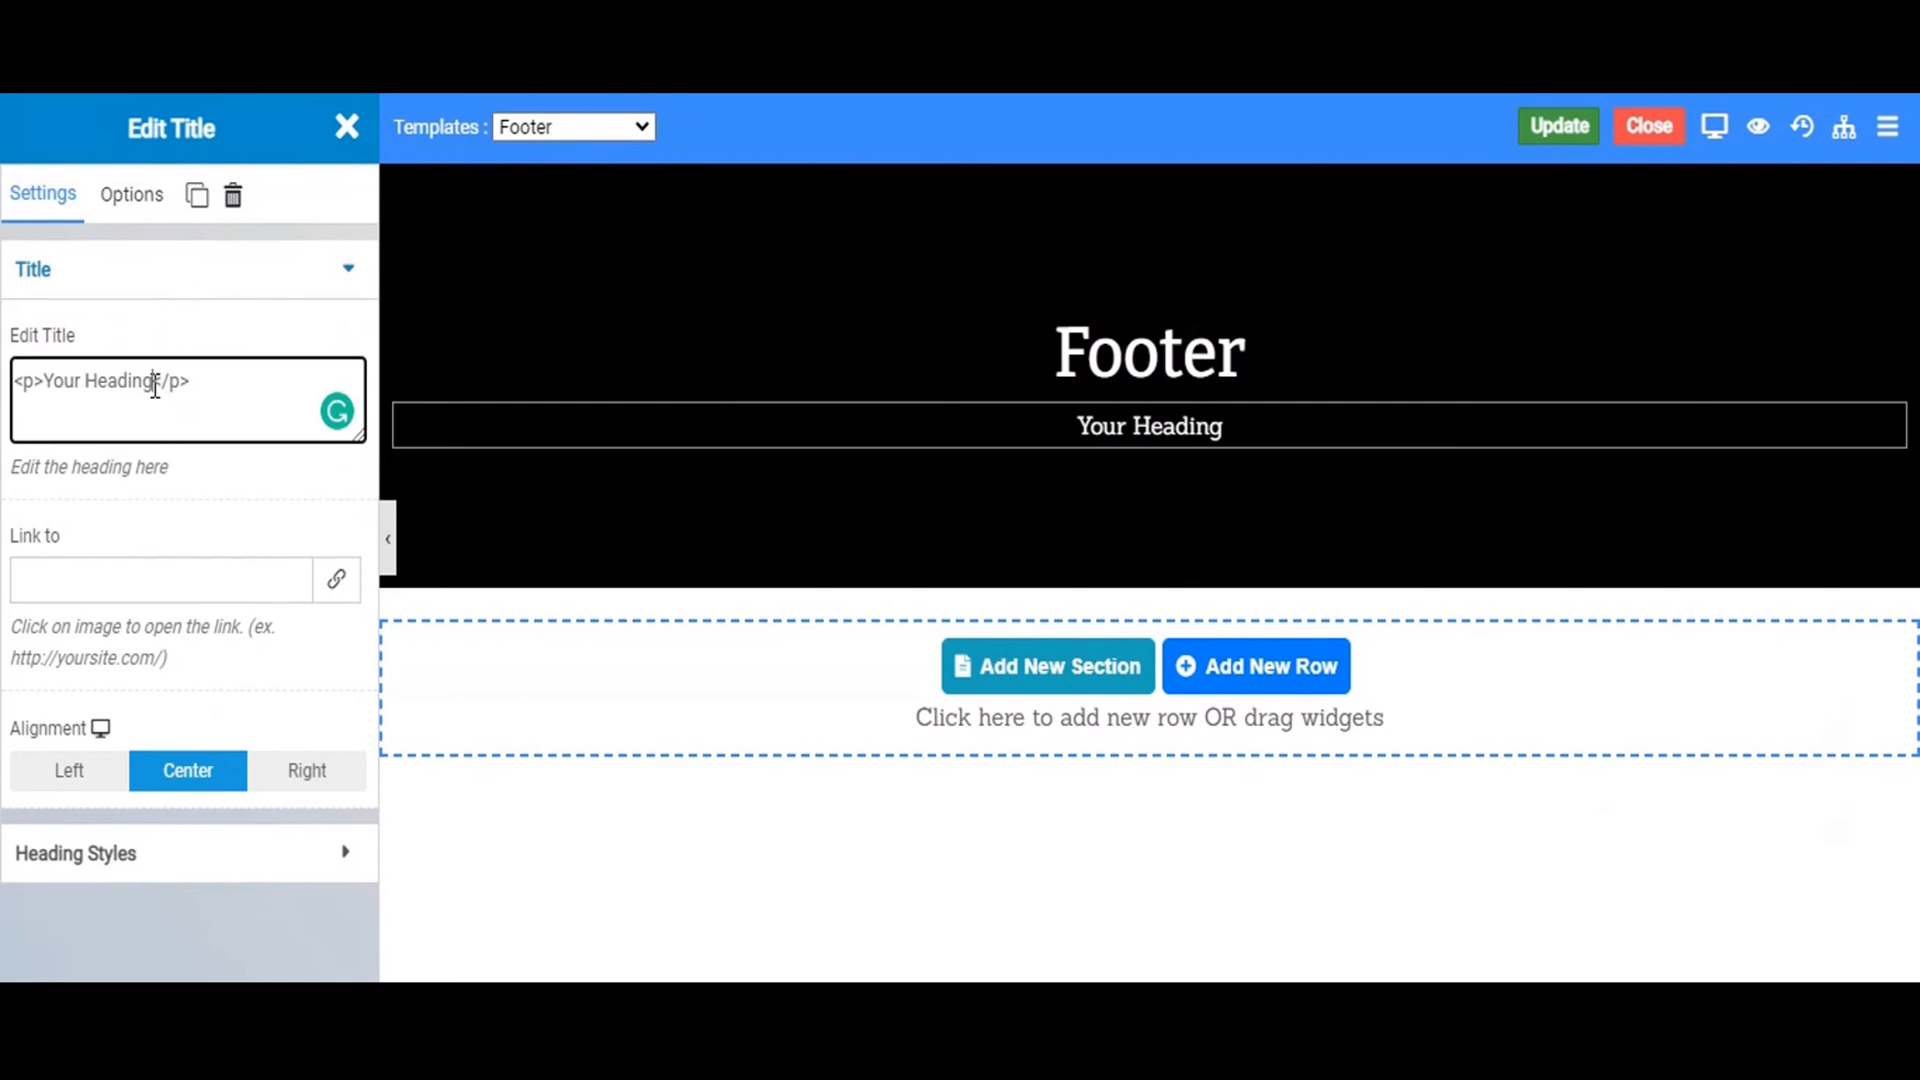 Edit Title
Templates : Footer
Update
Close
Settings
Options
Title
Edit Title
<p>Your Heading</p>
Edit the heading here
Link to
Click on image to open the link. (ex.
http://yoursite.com/)
Alignment
Left
Center
Right
Heading Styles
Footer
Your Heading
Add New Section
Add New Row
Click here to add new row OR drag widgets